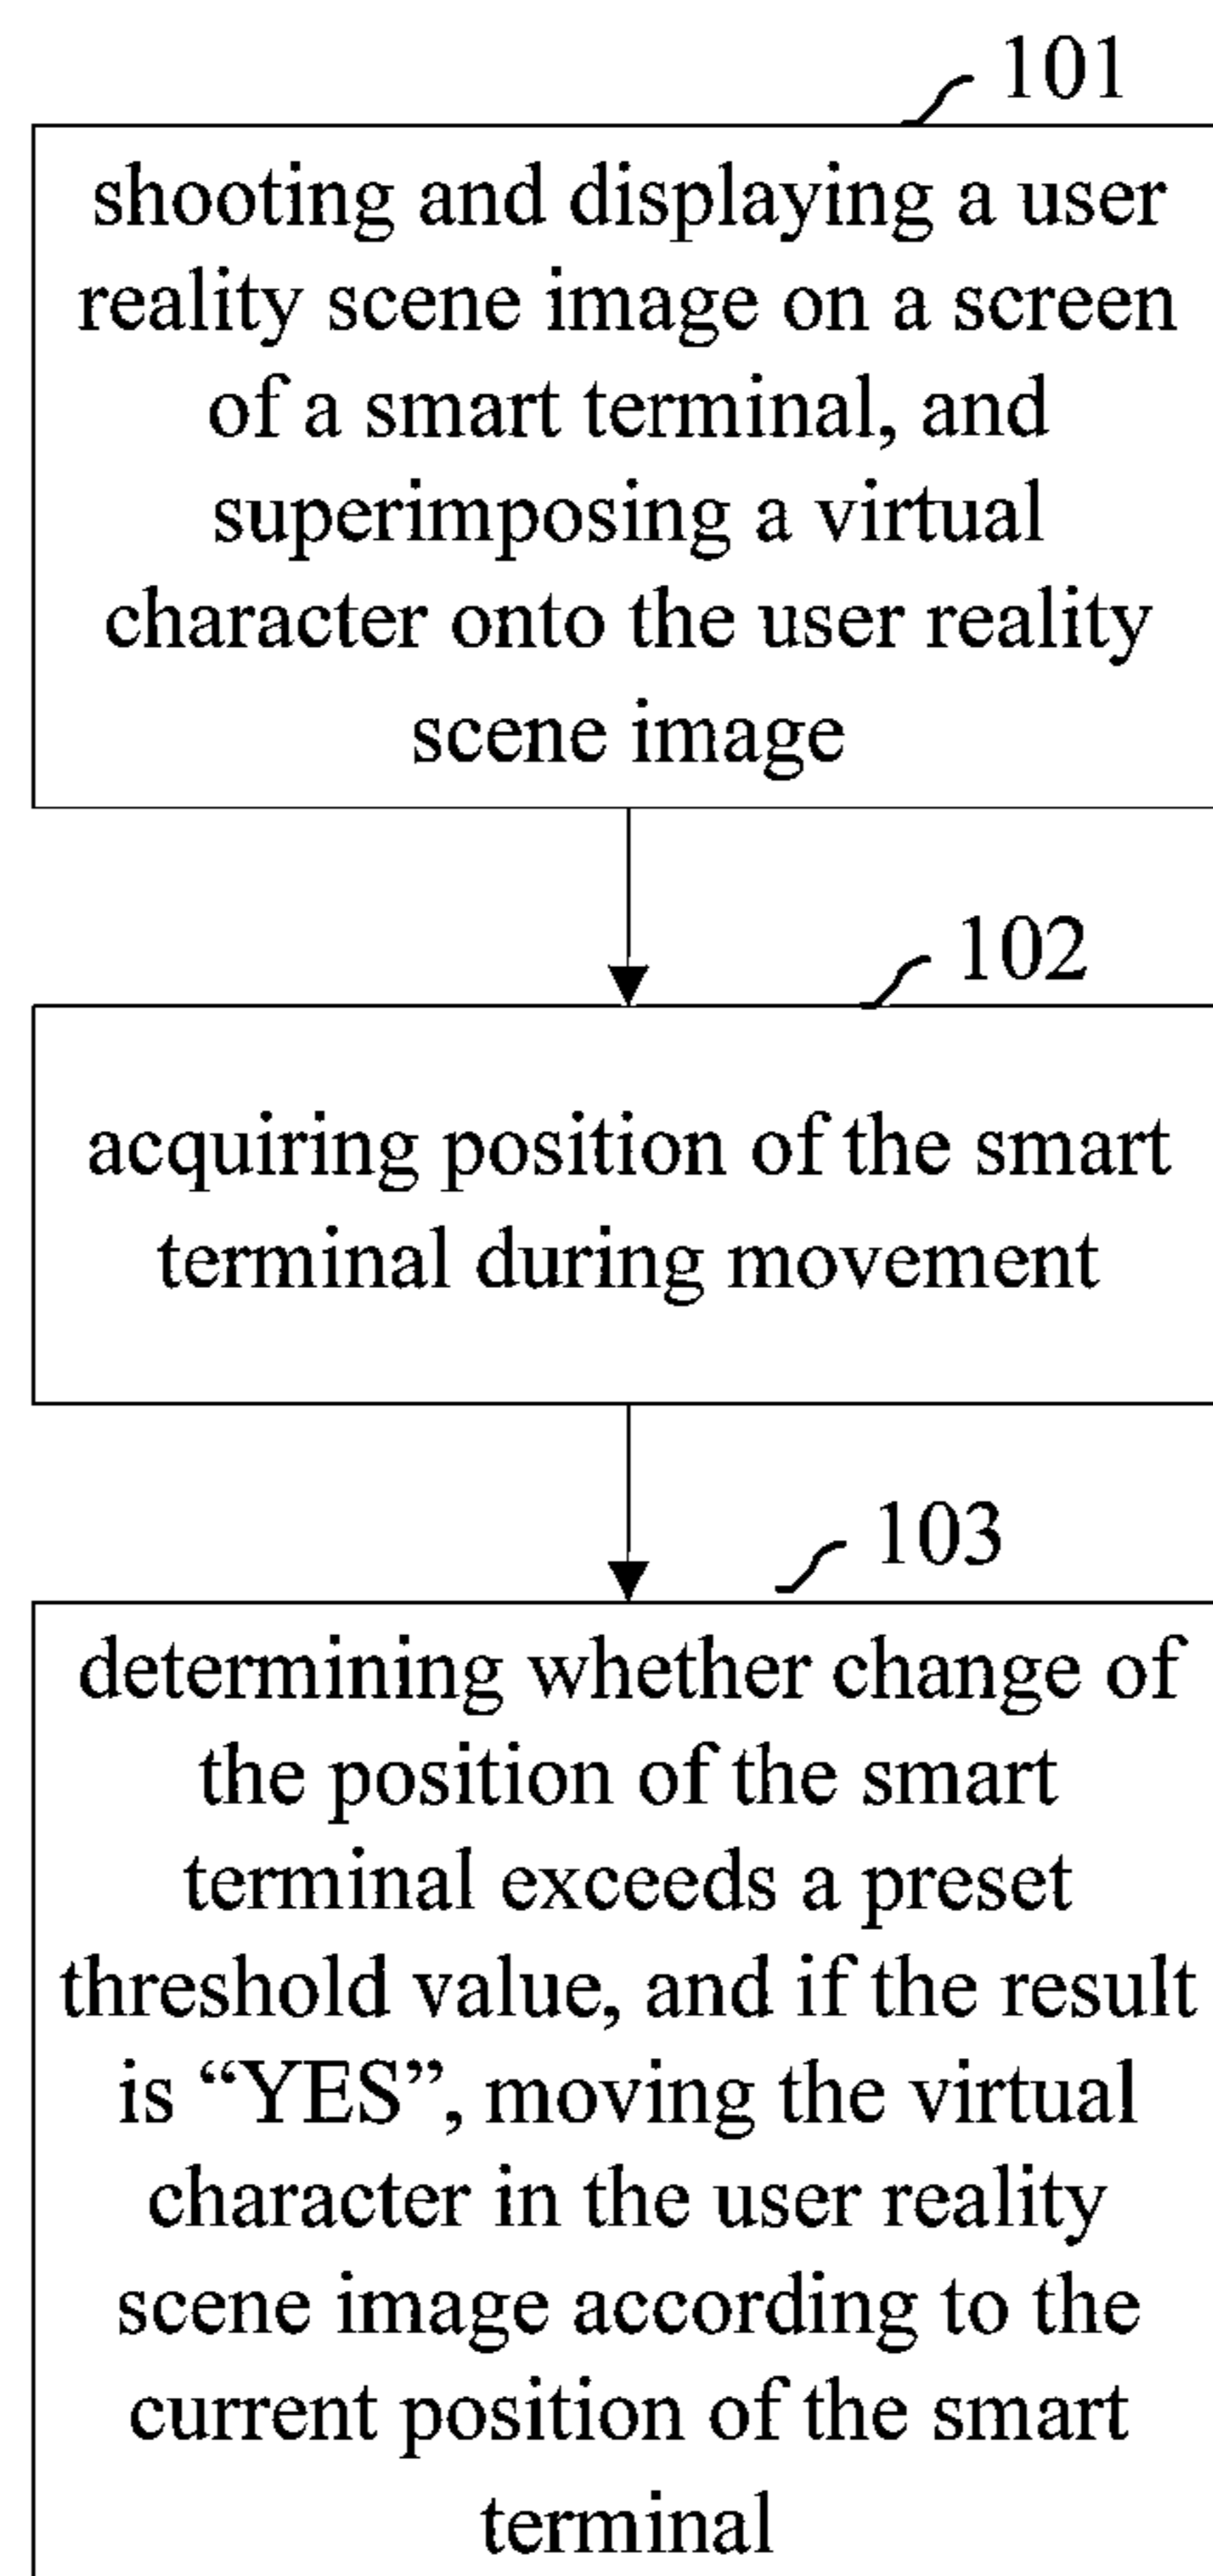 101
shooting and displaying a user
reality scene image on a screen
of a smart terminal, and
superimposing a virtual
character onto the user reality
scene image
102
acquiring position of the smart
terminal during movement
103
determining whether change of
the position of the smart
terminal exceeds a preset
threshold value, and if the result
is “YES”, moving the virtual
character in the user reality
scene image according to the
current position of the smart
terminal